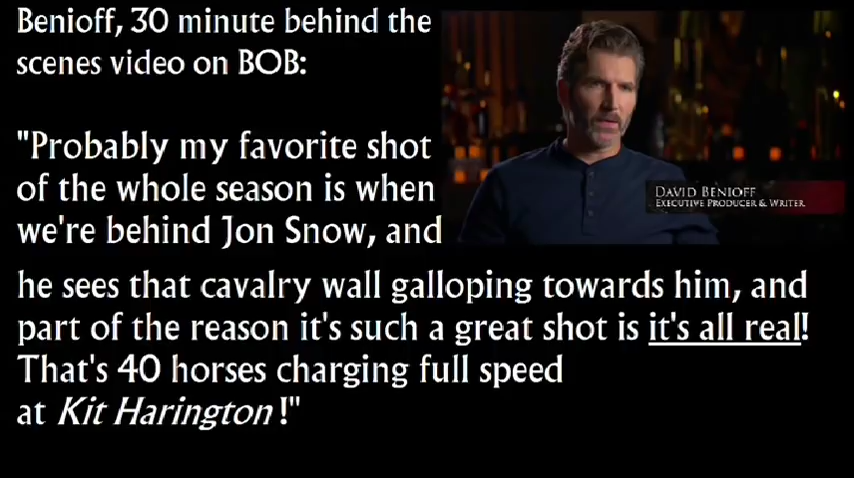 Benioff, 30 minute behind the
scenes video on BOB:
"Probably my favorite shot
of the whole season is when
we're behind Jon Snow, and
he sees that cavalry wall galloping towards him, and
part of the reason it's such a great shot is it's all real!
That's 40 horses charging full speed
at Kit Harington!"
DAVID BENIOFF
EXECUTIVE PRODUCER & WRITER